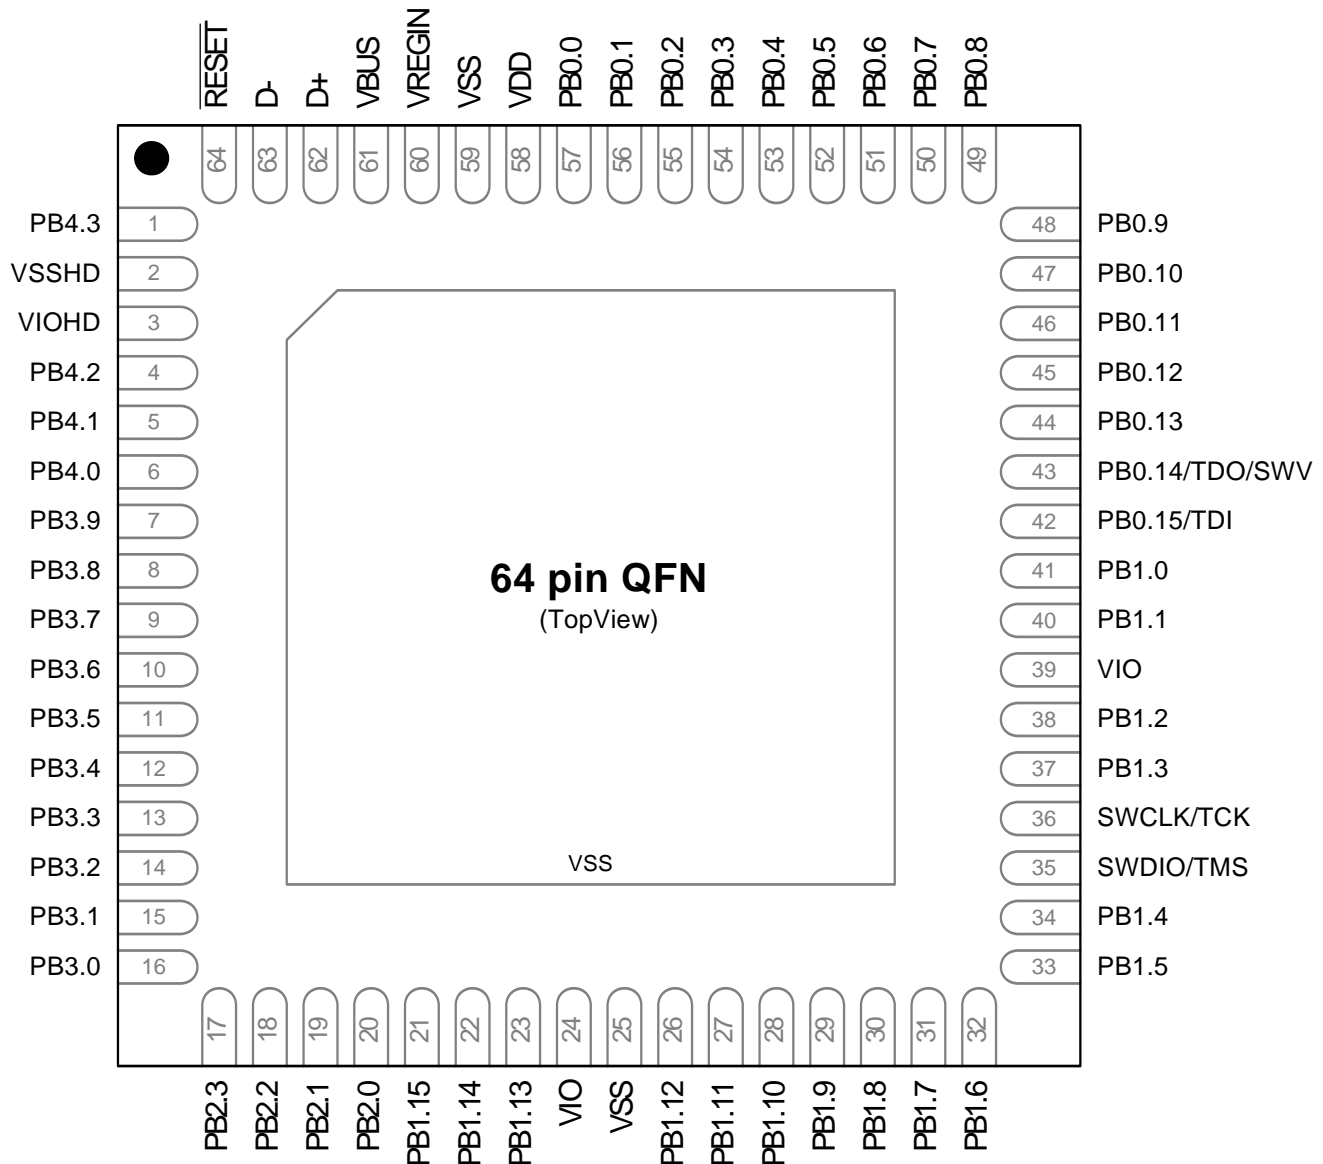 RESET
D-
D+
VBUS
VREGIN
VSS
VDD
PB0.0
PB0.1
PB0.2
PB0.3
PB0.4
PB0.5
PB0.6
PB0.7
PB0.8
64
63
62
61
60
59
58
57
56
55
54
53
52
51
50
49
PB4.3 1
VSSHD 2
VIOHD 3
PB4.2 4
PB4.1 5
PB4.0 6
PB3.9 7
PB3.8 8
PB3.7 9
PB3.6 10
PB3.5 11
PB3.4 12
PB3.3 13
PB3.2 14
PB3.1 15
PB3.0 16
64 pin QFN
(TopView)
VSS
48 PB0.9
47 PB0.10
46 PB0.11
45 PB0.12
44 PB0.13
43 PB0.14/TDO/SWV
42 PB0.15/TDI
41 PB1.0
40 PB1.1
39 VIO
38 PB1.2
37 PB1.3
36 SWCLK/TCK
35 SWDIO/TMS
34 PB1.4
33 PB1.5
17
18
19
20
21
22
23
24
25
26
27
28
29
30
31
32
PB2.3
PB2.2
PB2.1
PB2.0
PB1.15
PB1.14
PB1.13
VIO
VSS
PB1.12
PB1.11
PB1.10
PB1.9
PB1.8
PB1.7
PB1.6